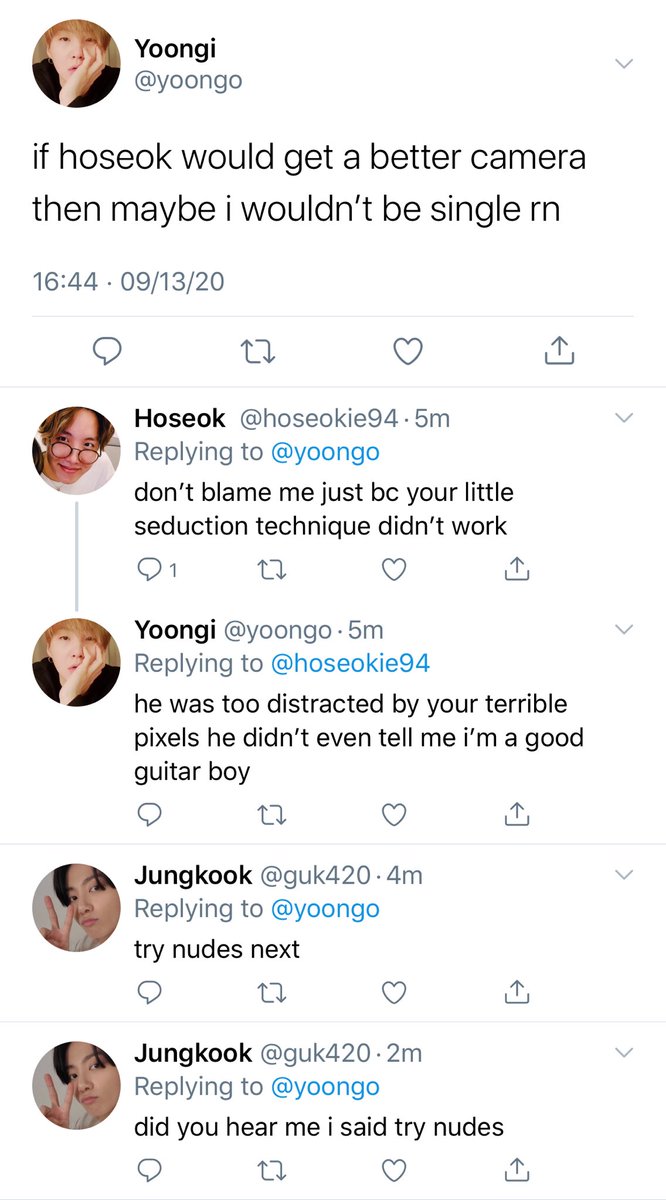 Yoongi
@yoongo
if hoseok would get a better camera
then maybe i wouldn’t be single rn
16:44 · 09/13/20
Hoseok @hoseokie94 · 5m
Replying to @yoongo
don’t blame me just bc your little
seduction technique didn’t work
1
Yoongi @yoongo · 5m
Replying to @hoseokie94
he was too distracted by your terrible
pixels he didn’t even tell me i’m a good
guitar boy
Jungkook @guk420 · 4m
Replying to @yoongo
try nudes next
Jungkook @guk420 · 2m
Replying to @yoongo
did you hear me i said try nudes